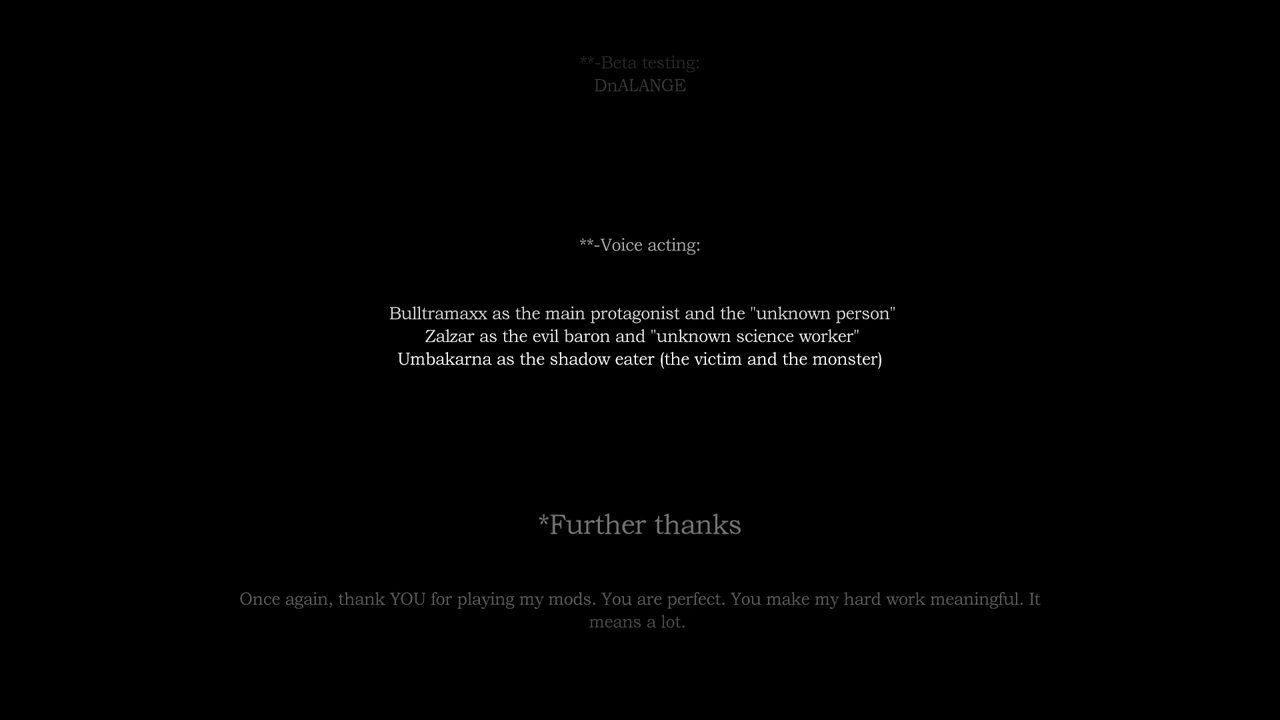 **-Beta testing:
DnALANGE
**-Voice acting:
Bulltramaxx as the main protagonist and the "unknown person"
Zalzar as the evil baron and "unknown science worker"
Umbakarna as the shadow eater (the victim and the monster)
*Further thanks
Once again, thank YOU for playing my mods. You are perfect. You make my hard work meaningful. It
means a lot.